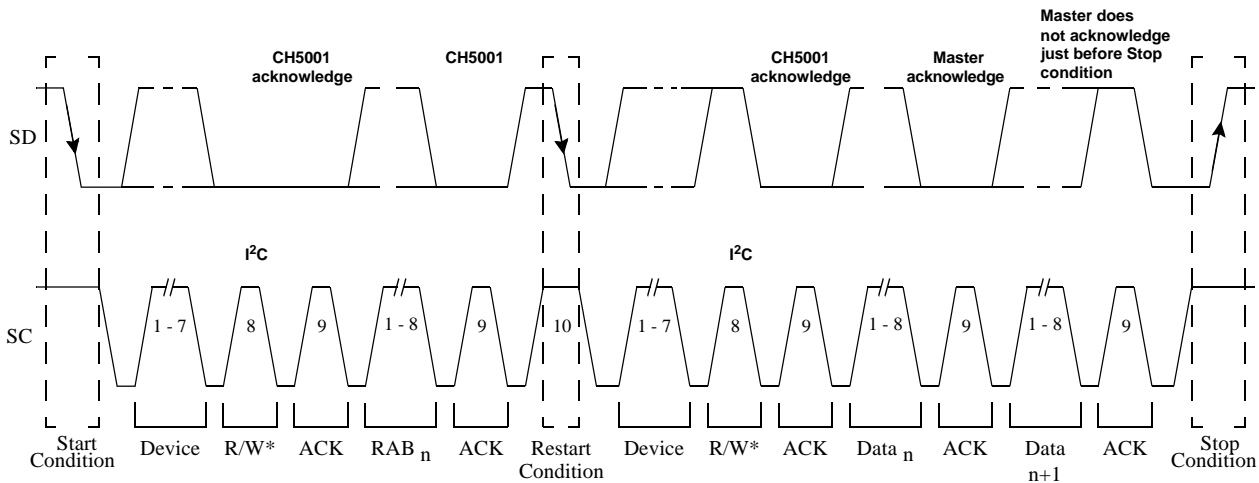 Master does
not acknowledge
just before Stop
condition
CH5001
acknowledge
CH5001
CH5001
acknowledge
Master
acknowledge
SD
I²C
I²C
SC
1 - 7
8
9
1 - 8
9
10
1 - 7
8
9
1 - 8
9
1 - 8
9
Start
Condition
Device
R/W*
ACK
RAB n
ACK
Restart
Condition
Device
R/W*
ACK
Data n
ACK
Data
n+1
ACK
Stop
Condition